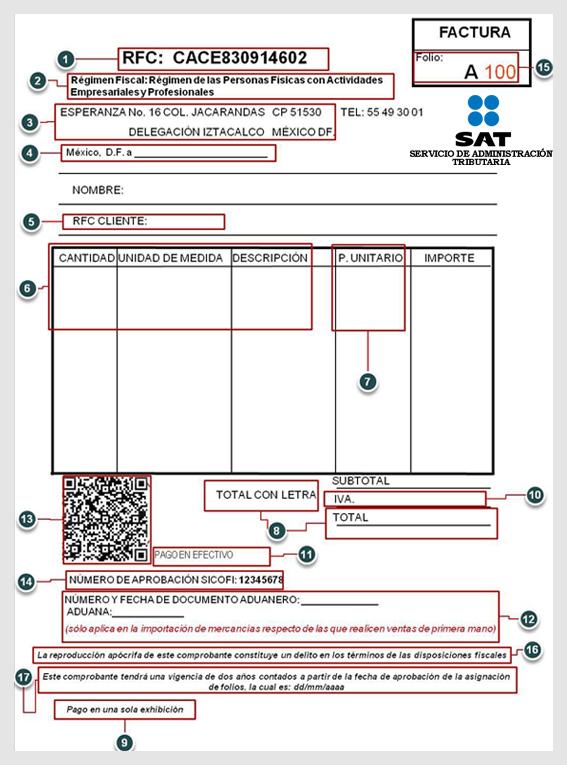 FACTURA
Folio:
A 100
15
1
RFC: CACE830914602
2
Régimen Fiscal: Régimen de las Personas Físicas con Actividades
Empresariales y Profesionales
3
ESPERANZA No. 16 COL. JACARANDAS CP 51530 TEL: 55 49 30 01
DELEGACIÓN IZTACALCO MÉXICO DF.
SAT
SERVICIO DE ADMINISTRACIÓN
TRIBUTARIA
4
México, D.F. a
NOMBRE:
5
RFC CLIENTE:
CANTIDAD UNIDAD DE MEDIDA DESCRIPCIÓN P. UNITARIO IMPORTE
6
7
SUBTOTAL
TOTAL CON LETRA
IVA.
10
TOTAL
8
13
PAGO EN EFECTIVO
11
14
NÚMERO DE APROBACIÓN SICOFI: 12345678
NÚMERO Y FECHA DE DOCUMENTO ADUANERO:
ADUANA:
12
(sólo aplica en la importación de mercancias respecto de las que realicen ventas de primera mano)
La reproducción apócrifa de este comprobante constituye un delito en los términos de las disposiciones fiscales
16
17
Este comprobante tendrá una vigencia de dos años contados a partir de la fecha de aprobación de la asignación
de folios, la cual es: dd/mm/aaaa
Pago en una sola exhibición
9